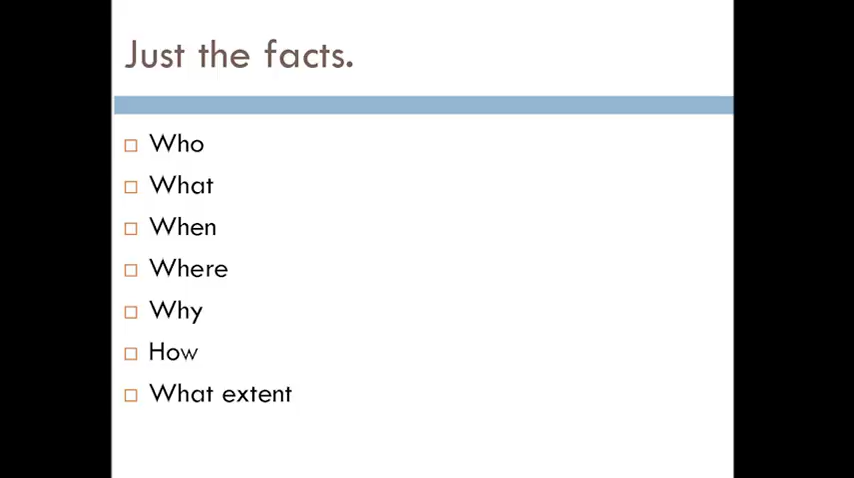 Just the facts.
Who
What
When
Where
Why
How
What extent